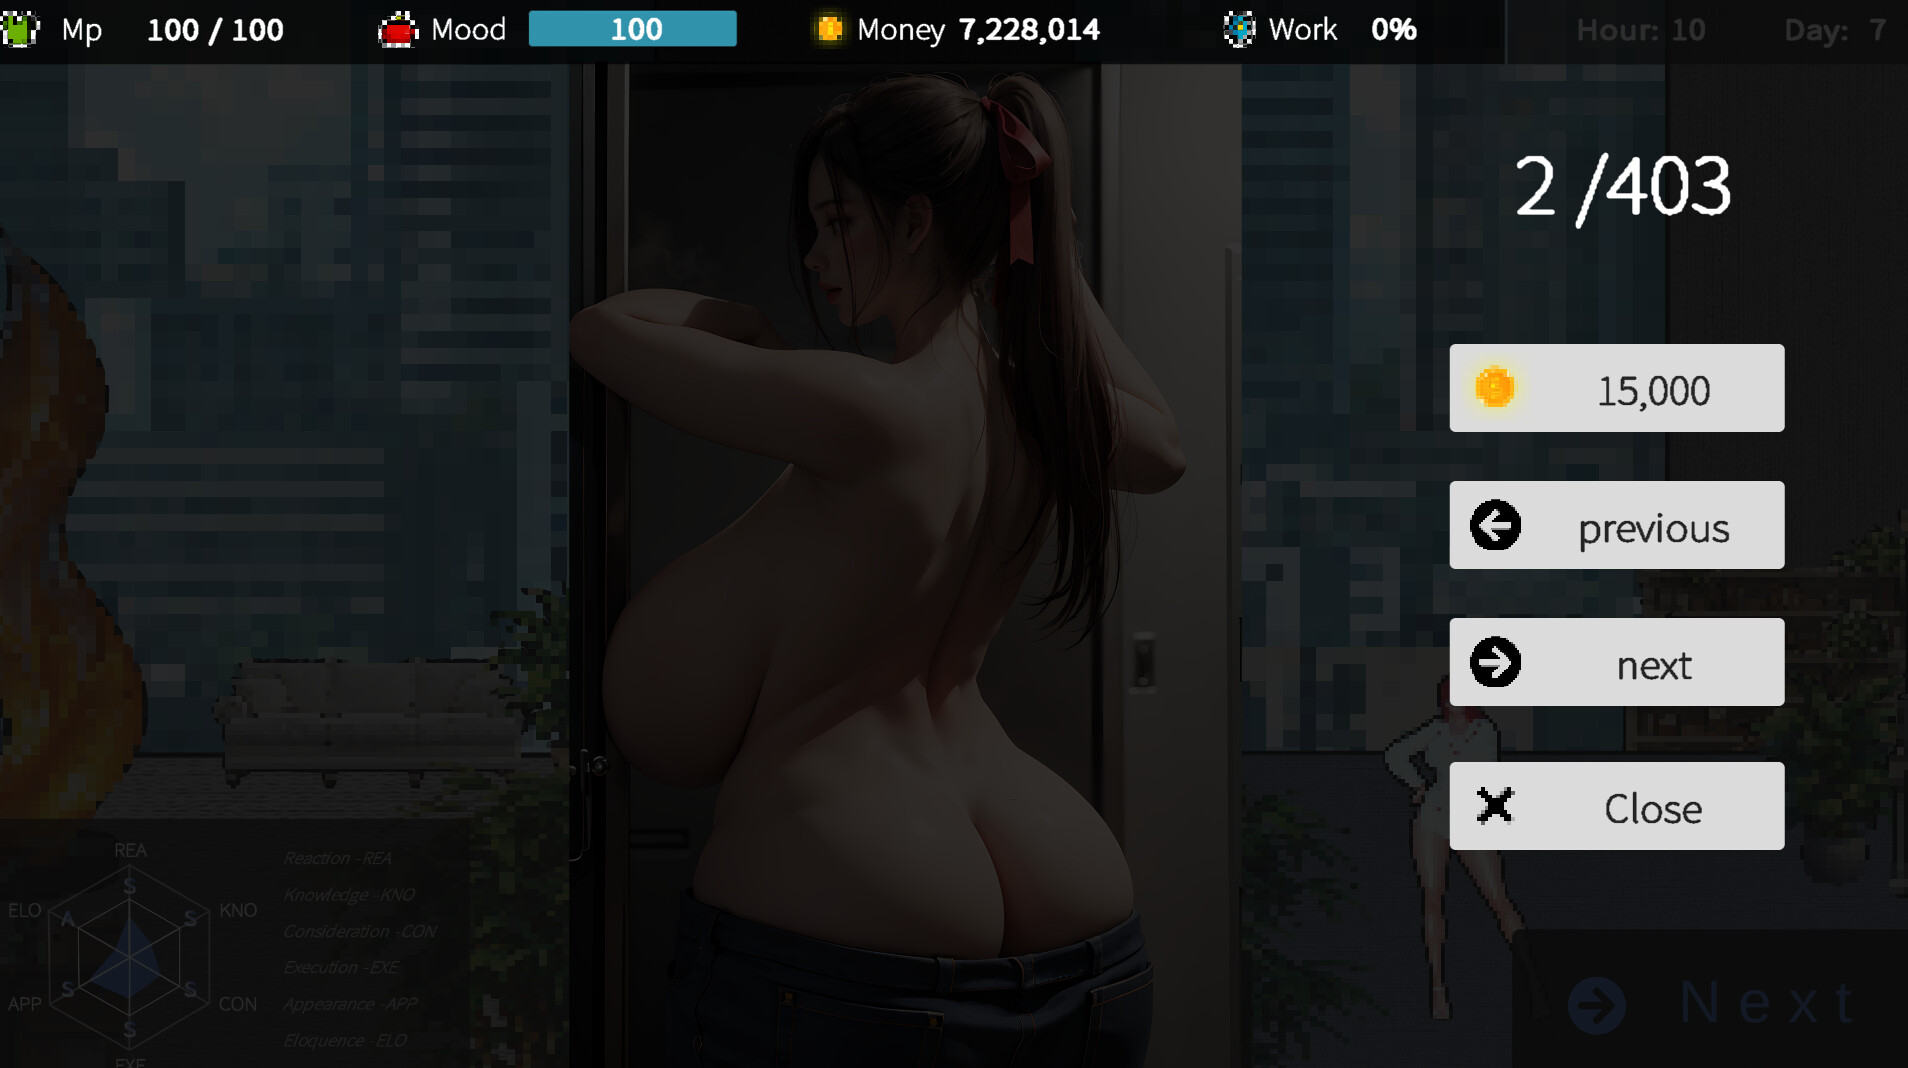 Mp 100 / 100 Mood 100 Money 7,228,014 Work 0% Hour: 10 Day: 7
2 /403
15,000
previous
next
Close
REA
S
ELO A S KNO
APP S S CON
S
EXE
Reaction -REA
Knowledge -KNO
Consideration -CON
Execution -EXE
Appearance -APP
Eloquence -ELO
Next